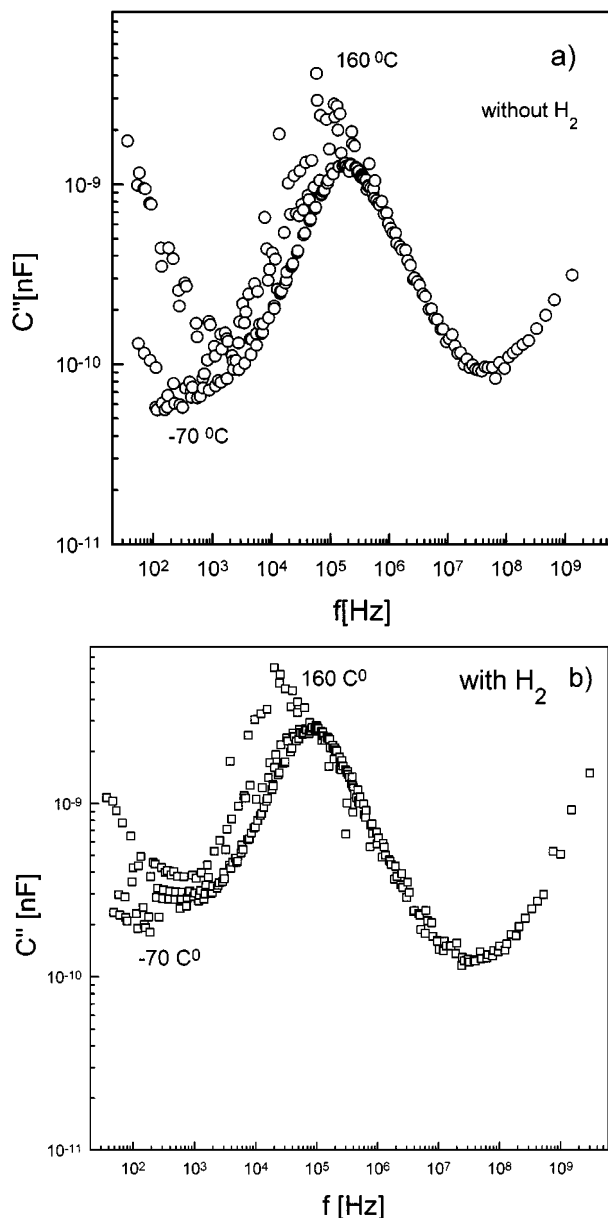 a)
160 ⁰C
without H₂
10⁻⁹
C''[nF]
10⁻¹⁰
-70 ⁰C
10⁻¹¹
10² 10³ 10⁴ 10⁵ 10⁶ 10⁷ 10⁸ 10⁹
f[Hz]
with H₂ b)
160 C⁰
10⁻⁹
C'' [nF]
10⁻¹⁰
-70 C⁰
10⁻¹¹
10² 10³ 10⁴ 10⁵ 10⁶ 10⁷ 10⁸ 10⁹
f [Hz]